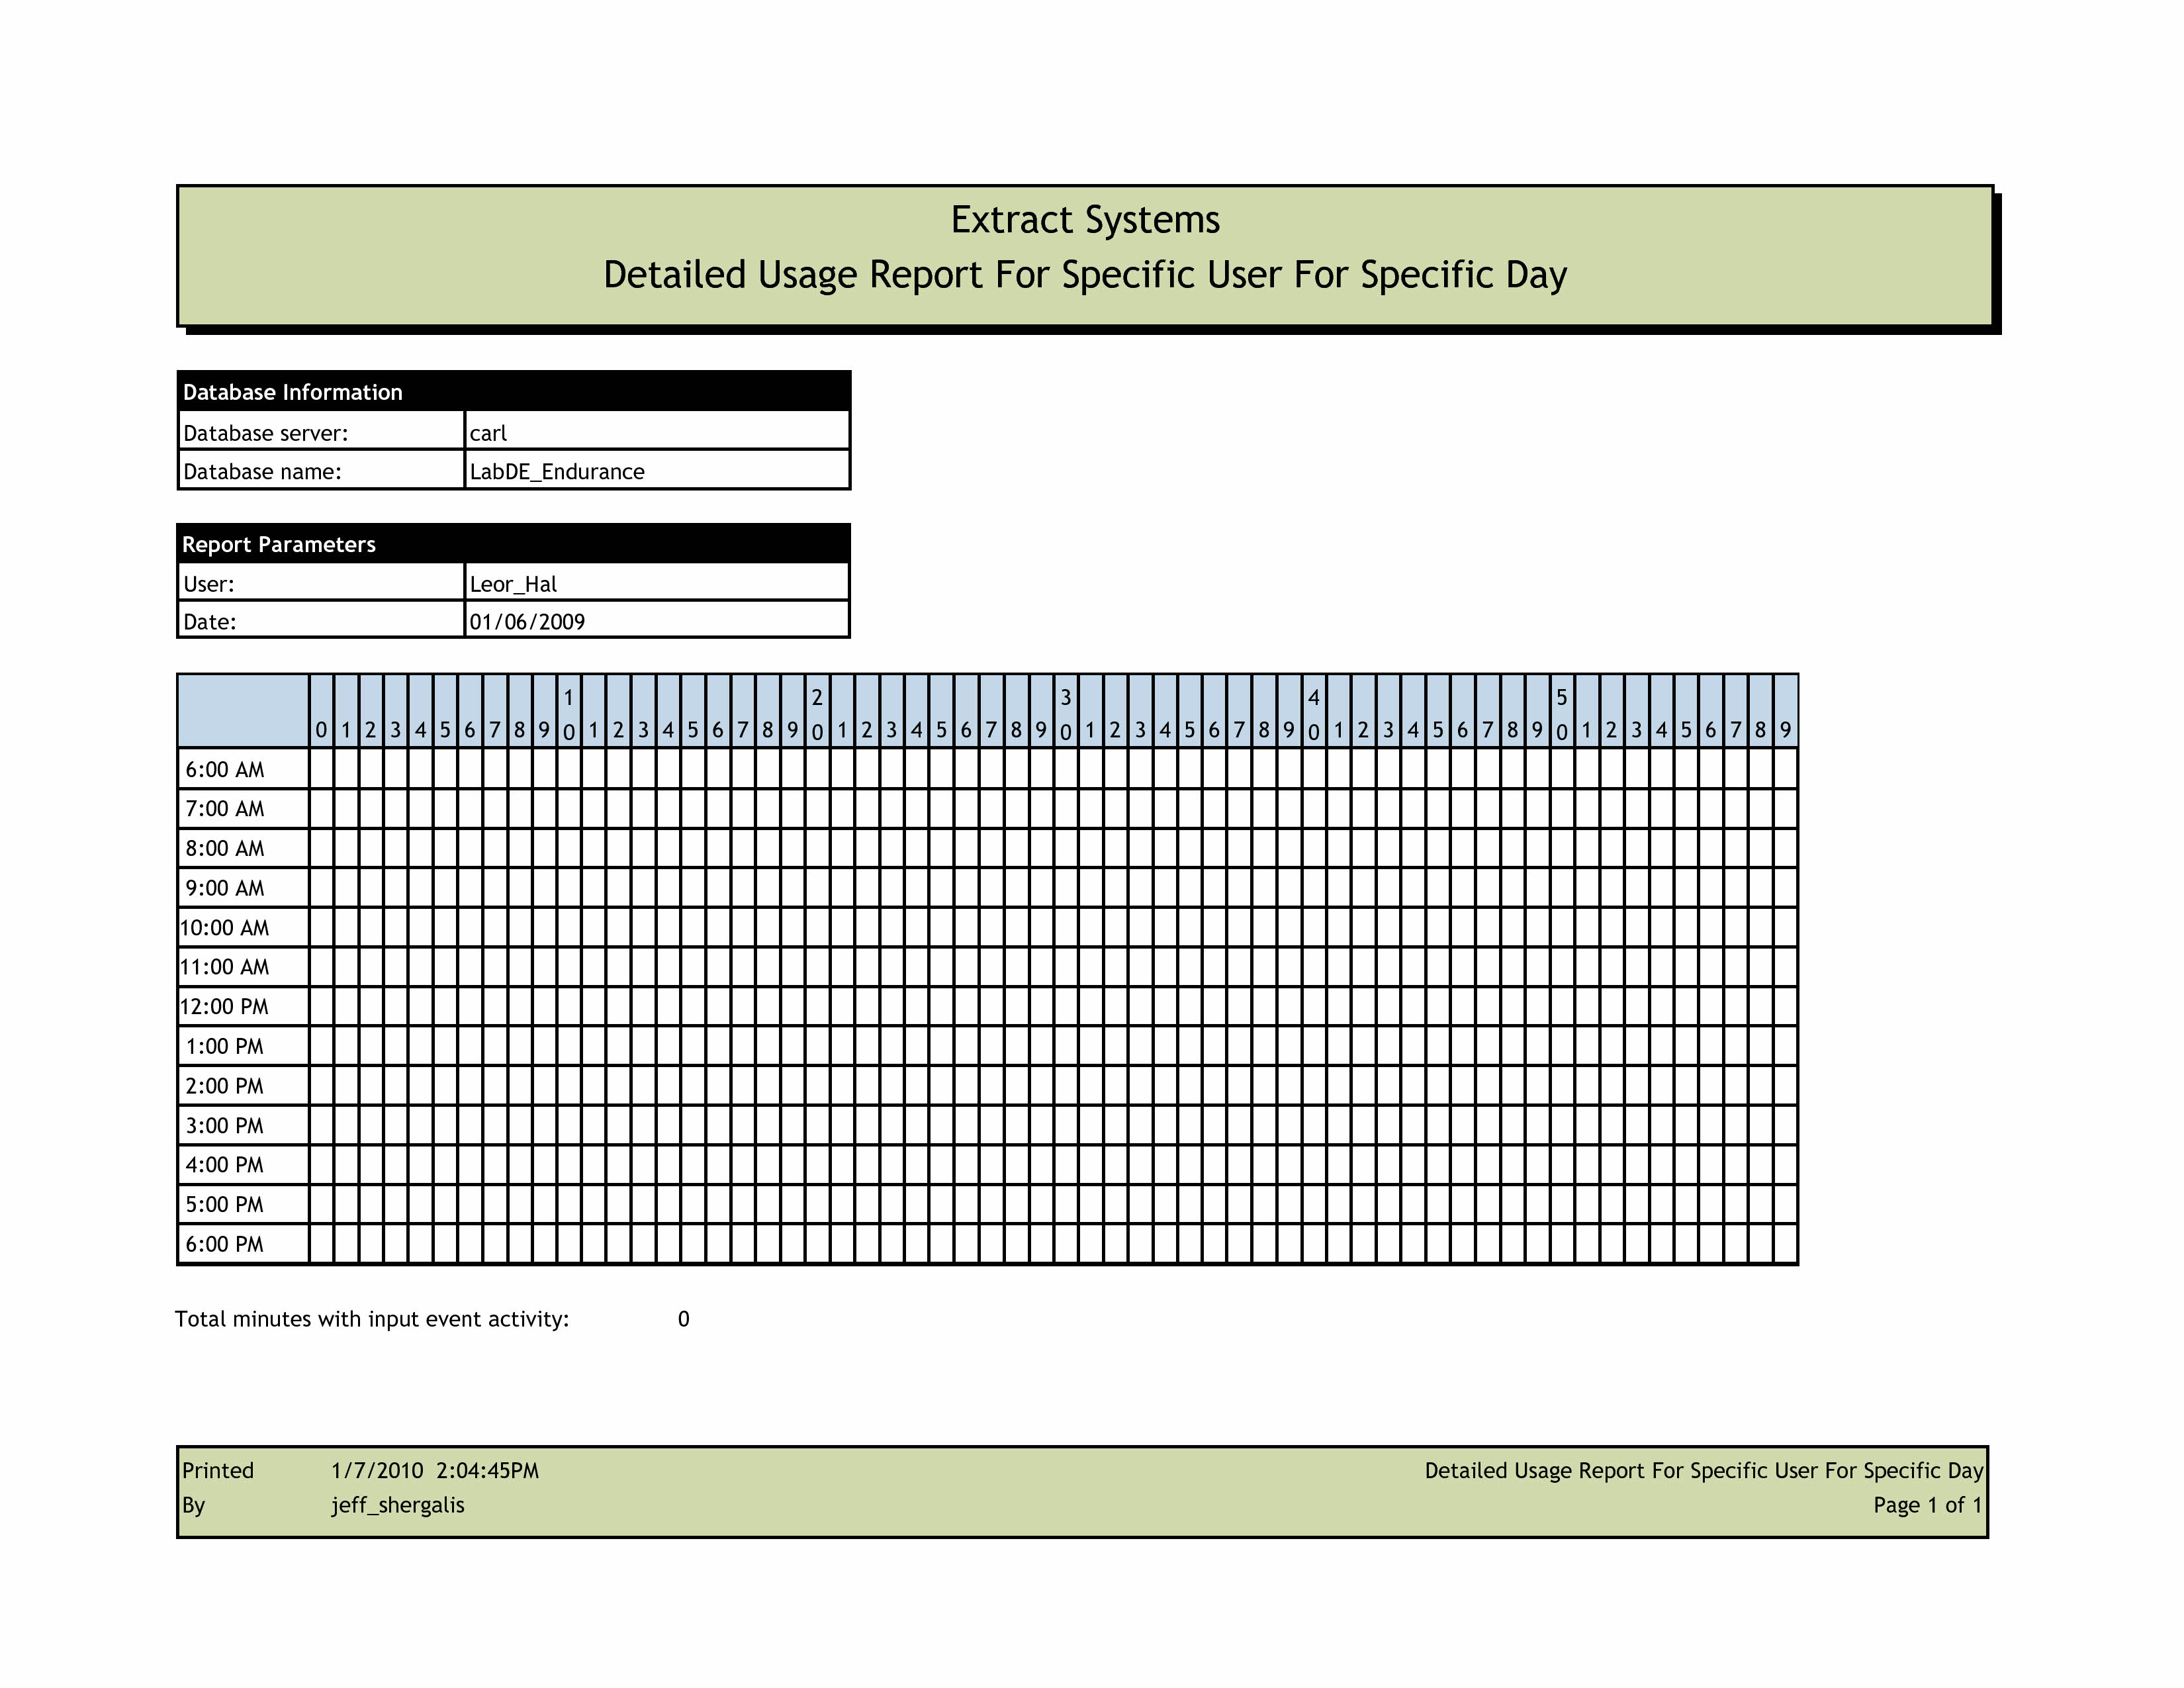 Extract Systems
Detailed Usage Report For Specific User For Specific Day
Database Information
Database server: carl
Database name: LabDE_Endurance
Report Parameters
User: Leor_Hal
Date: 01/06/2009
0 1 2 3 4 5 6 7 8 9 10 1 2 3 4 5 6 7 8 9 20 1 2 3 4 5 6 7 8 9 30 1 2 3 4 5 6 7 8 9 40 1 2 3 4 5 6 7 8 9 50 1 2 3 4 5 6 7 8 9
6:00 AM
7:00 AM
8:00 AM
9:00 AM
10:00 AM
11:00 AM
12:00 PM
1:00 PM
2:00 PM
3:00 PM
4:00 PM
5:00 PM
6:00 PM
Total minutes with input event activity: 0
Printed 1/7/2010 2:04:45PM Detailed Usage Report For Specific User For Specific Day
By jeff_shergalis Page 1 of 1